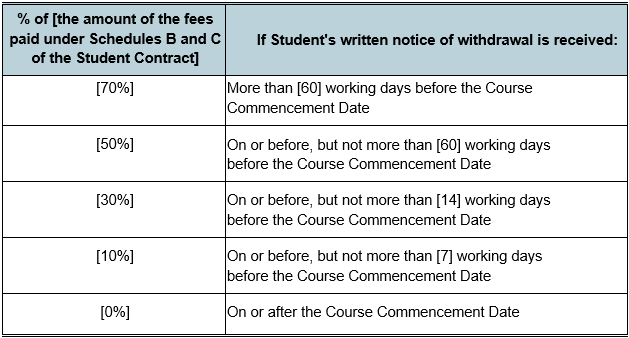 % of [the amount of the fees
paid under Schedules B and C
of the Student Contract]
If Student's written notice of withdrawal is received:
[70%]
More than [60] working days before the Course
Commencement Date
[50%]
On or before, but not more than [60] working days
before the Course Commencement Date
[30%]
On or before, but not more than [14] working days
before the Course Commencement Date
[10%]
On or before, but not more than [7] working days
before the Course Commencement Date
[0%]
On or after the Course Commencement Date